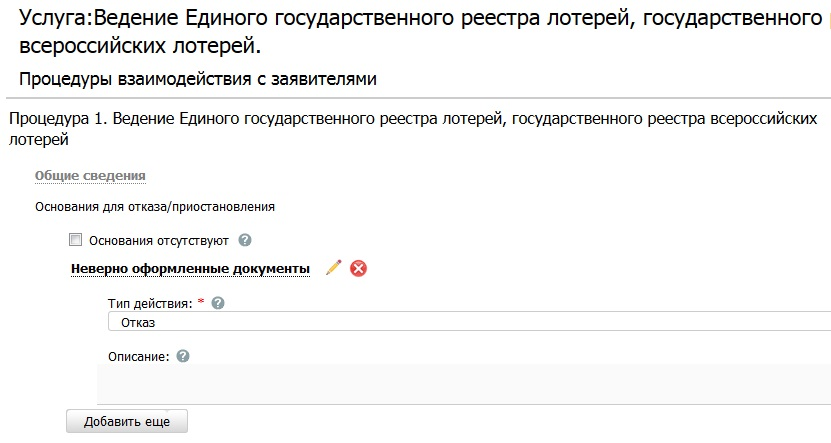 Услуга:Ведение Единого государственного реестра лотерей, государственного
всероссийских лотерей.
Процедуры взаимодействия с заявителями
Процедура 1. Ведение Единого государственного реестра лотерей, государственного реестра всероссийских
лотерей
Общие сведения
Основания для отказа/приостановления
Основания отсутствуют ?
Неверно оформленные документы
Тип действия: * ?
Отказ
Описание: ?
Добавить еще